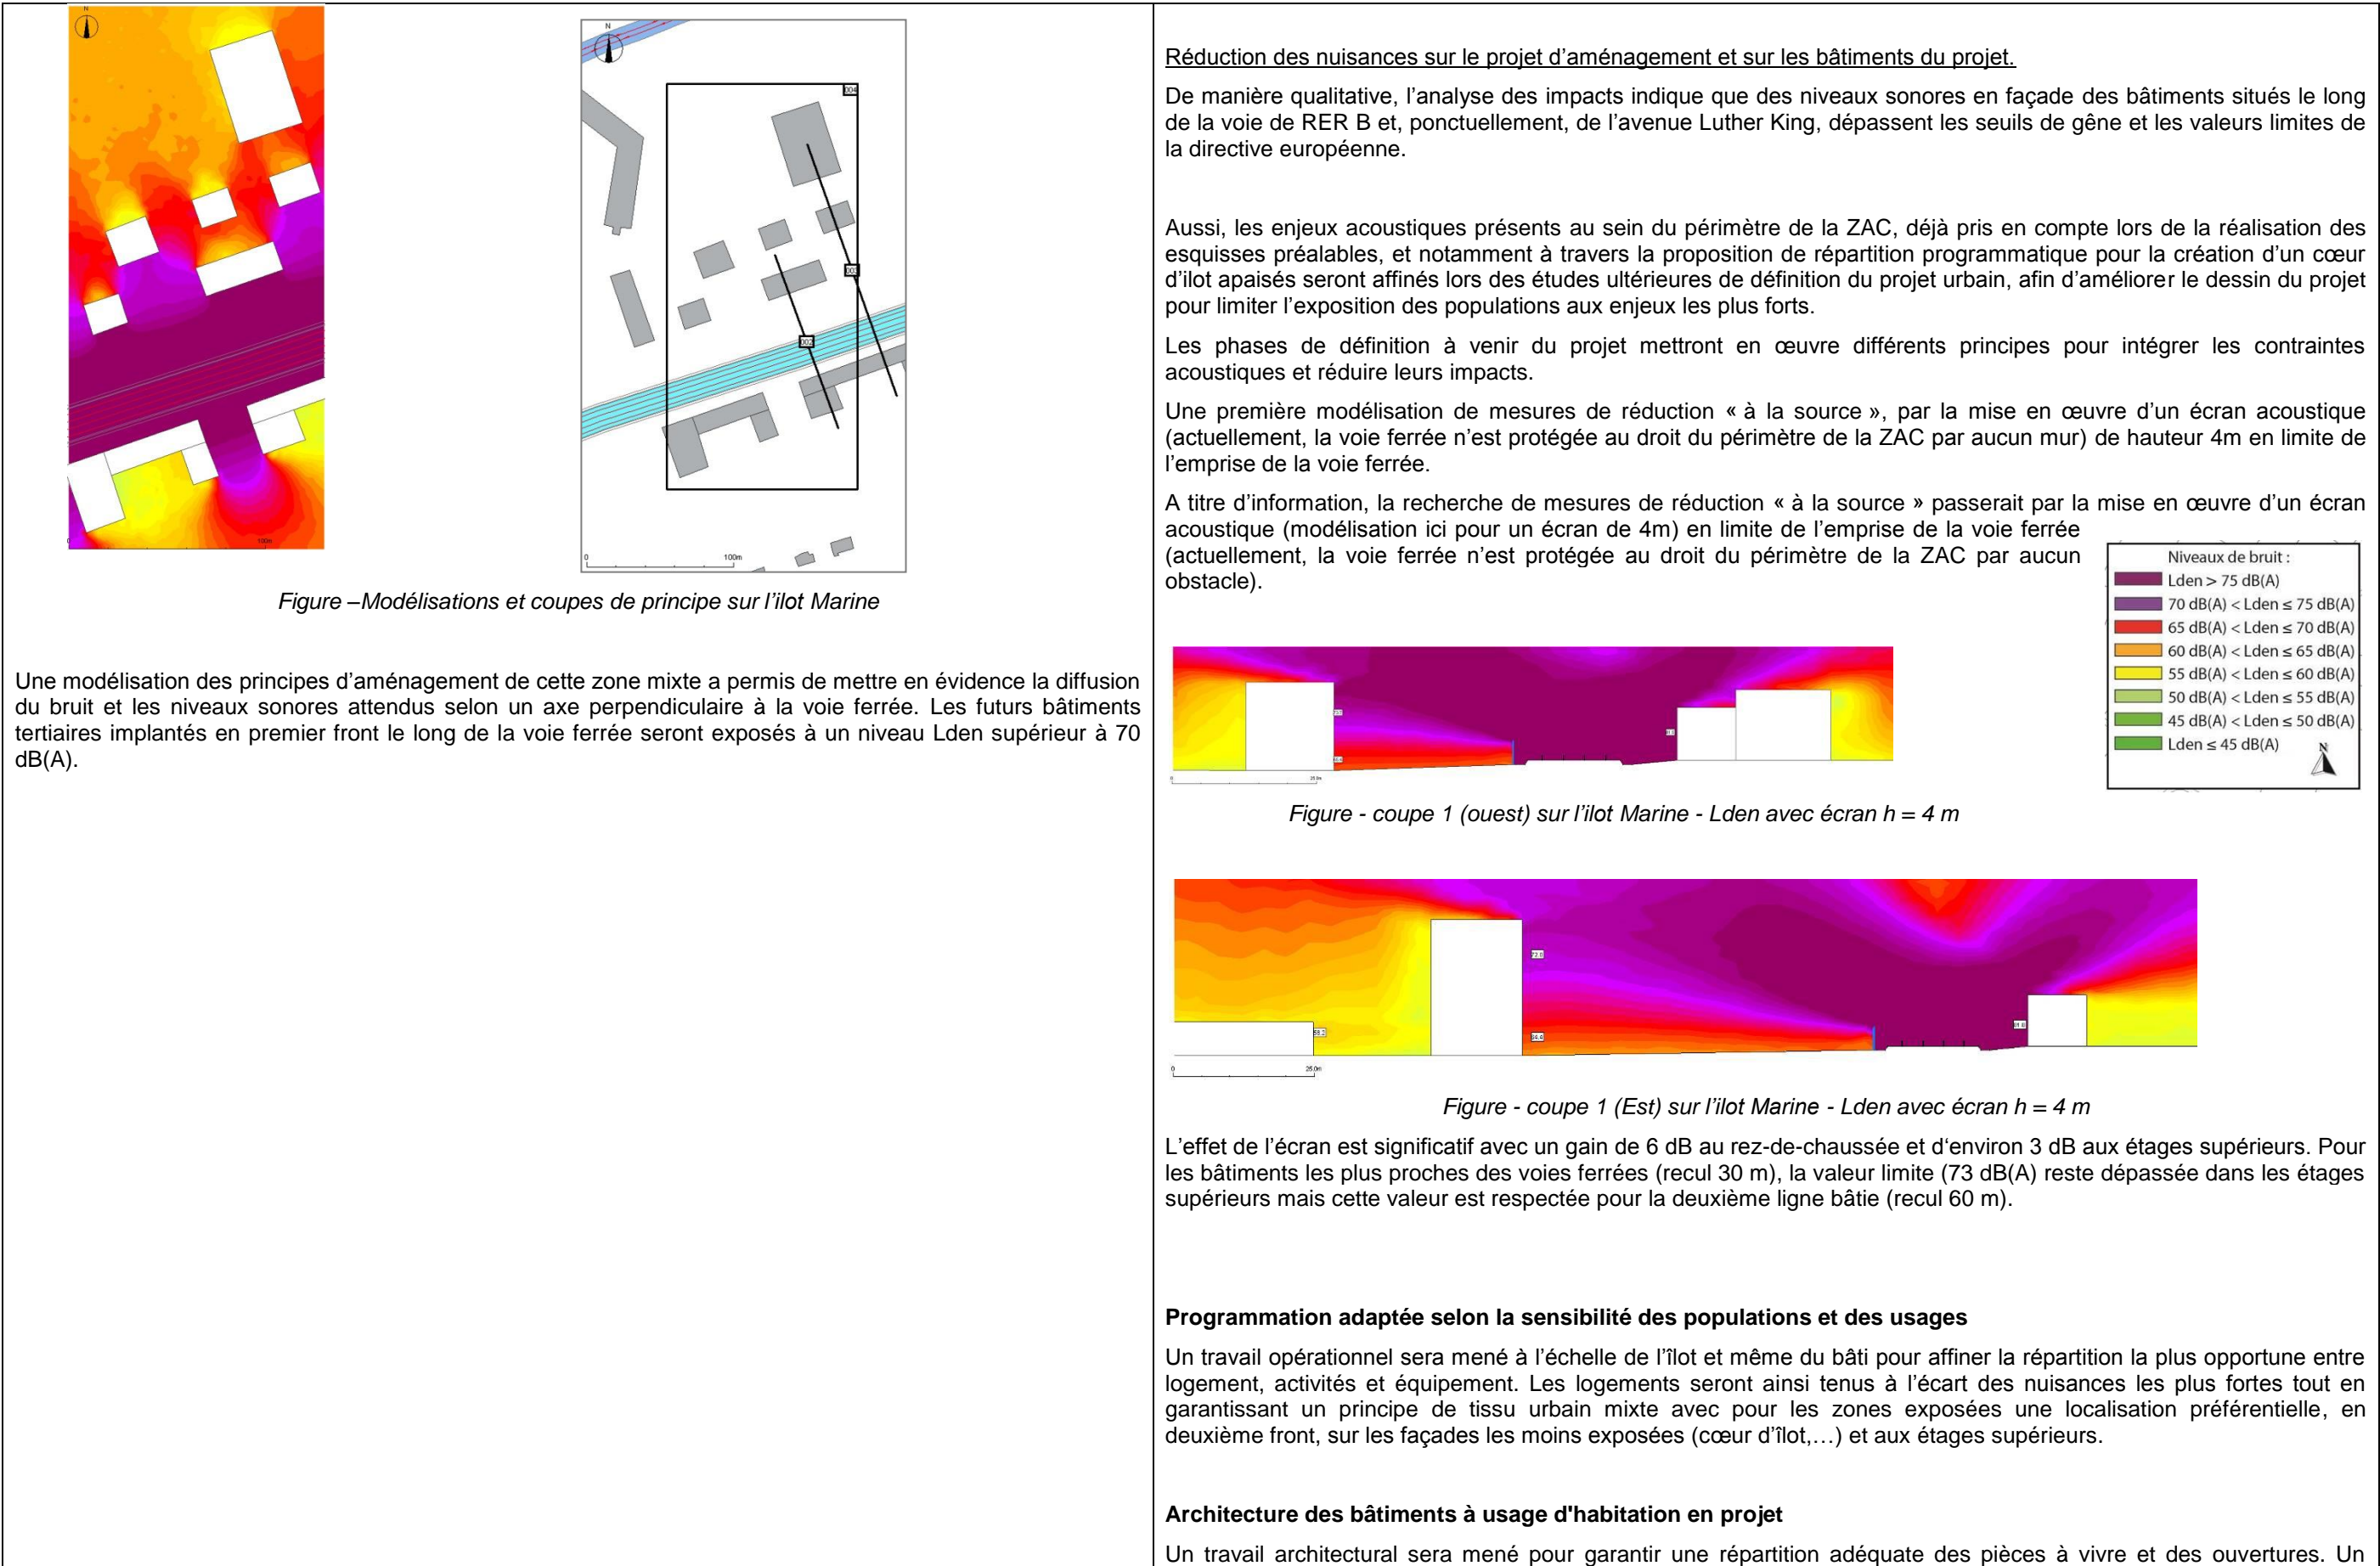 N
100m
N
004
003
002
0
100m
Figure –Modélisations et coupes de principe sur l'ilot Marine
Une modélisation des principes d'aménagement de cette zone mixte a permis de mettre en évidence la diffusion
du bruit et les niveaux sonores attendus selon un axe perpendiculaire à la voie ferrée. Les futurs bâtiments
tertiaires implantés en premier front le long de la voie ferrée seront exposés à un niveau Lden supérieur à 70
dB(A).
Réduction des nuisances sur le projet d'aménagement et sur les bâtiments du projet.
De manière qualitative, l'analyse des impacts indique que des niveaux sonores en façade des bâtiments situés le long
de la voie de RER B et, ponctuellement, de l'avenue Luther King, dépassent les seuils de gêne et les valeurs limites de
la directive européenne.
Aussi, les enjeux acoustiques présents au sein du périmètre de la ZAC, déjà pris en compte lors de la réalisation des
esquisses préalables, et notamment à travers la proposition de répartition programmatique pour la création d'un cœur
d'ilot apaisés seront affinés lors des études ultérieures de définition du projet urbain, afin d'améliorer le dessin du projet
pour limiter l'exposition des populations aux enjeux les plus forts.
Les phases de définition à venir du projet mettront en œuvre différents principes pour intégrer les contraintes
acoustiques et réduire leurs impacts.
Une première modélisation de mesures de réduction « à la source », par la mise en œuvre d'un écran acoustique
(actuellement, la voie ferrée n'est protégée au droit du périmètre de la ZAC par aucun mur) de hauteur 4m en limite de
l'emprise de la voie ferrée.
A titre d'information, la recherche de mesures de réduction « à la source » passerait par la mise en œuvre d'un écran
acoustique (modélisation ici pour un écran de 4m) en limite de l'emprise de la voie ferrée
(actuellement, la voie ferrée n'est protégée au droit du périmètre de la ZAC par aucun
obstacle).
Niveaux de bruit :
Lden > 75 dB(A)
70 dB(A) < Lden ≤ 75 dB(A)
65 dB(A) < Lden ≤ 70 dB(A)
60 dB(A) < Lden ≤ 65 dB(A)
55 dB(A) < Lden ≤ 60 dB(A)
50 dB(A) < Lden ≤ 55 dB(A)
45 dB(A) < Lden ≤ 50 dB(A)
Lden ≤ 45 dB(A)
N
0
25.0m
Figure - coupe 1 (ouest) sur l'ilot Marine - Lden avec écran h = 4 m
58.2
0
25.0m
Figure - coupe 1 (Est) sur l'ilot Marine - Lden avec écran h = 4 m
L'effet de l'écran est significatif avec un gain de 6 dB au rez-de-chaussée et d'environ 3 dB aux étages supérieurs. Pour
les bâtiments les plus proches des voies ferrées (recul 30 m), la valeur limite (73 dB(A) reste dépassée dans les étages
supérieurs mais cette valeur est respectée pour la deuxième ligne bâtie (recul 60 m).
Programmation adaptée selon la sensibilité des populations et des usages
Un travail opérationnel sera mené à l'échelle de l'îlot et même du bâti pour affiner la répartition la plus opportune entre
logement, activités et équipement. Les logements seront ainsi tenus à l'écart des nuisances les plus fortes tout en
garantissant un principe de tissu urbain mixte avec pour les zones exposées une localisation préférentielle, en
deuxième front, sur les façades les moins exposées (cœur d'îlot,…) et aux étages supérieurs.
Architecture des bâtiments à usage d'habitation en projet
Un travail architectural sera mené pour garantir une répartition adéquate des pièces à vivre et des ouvertures. Un